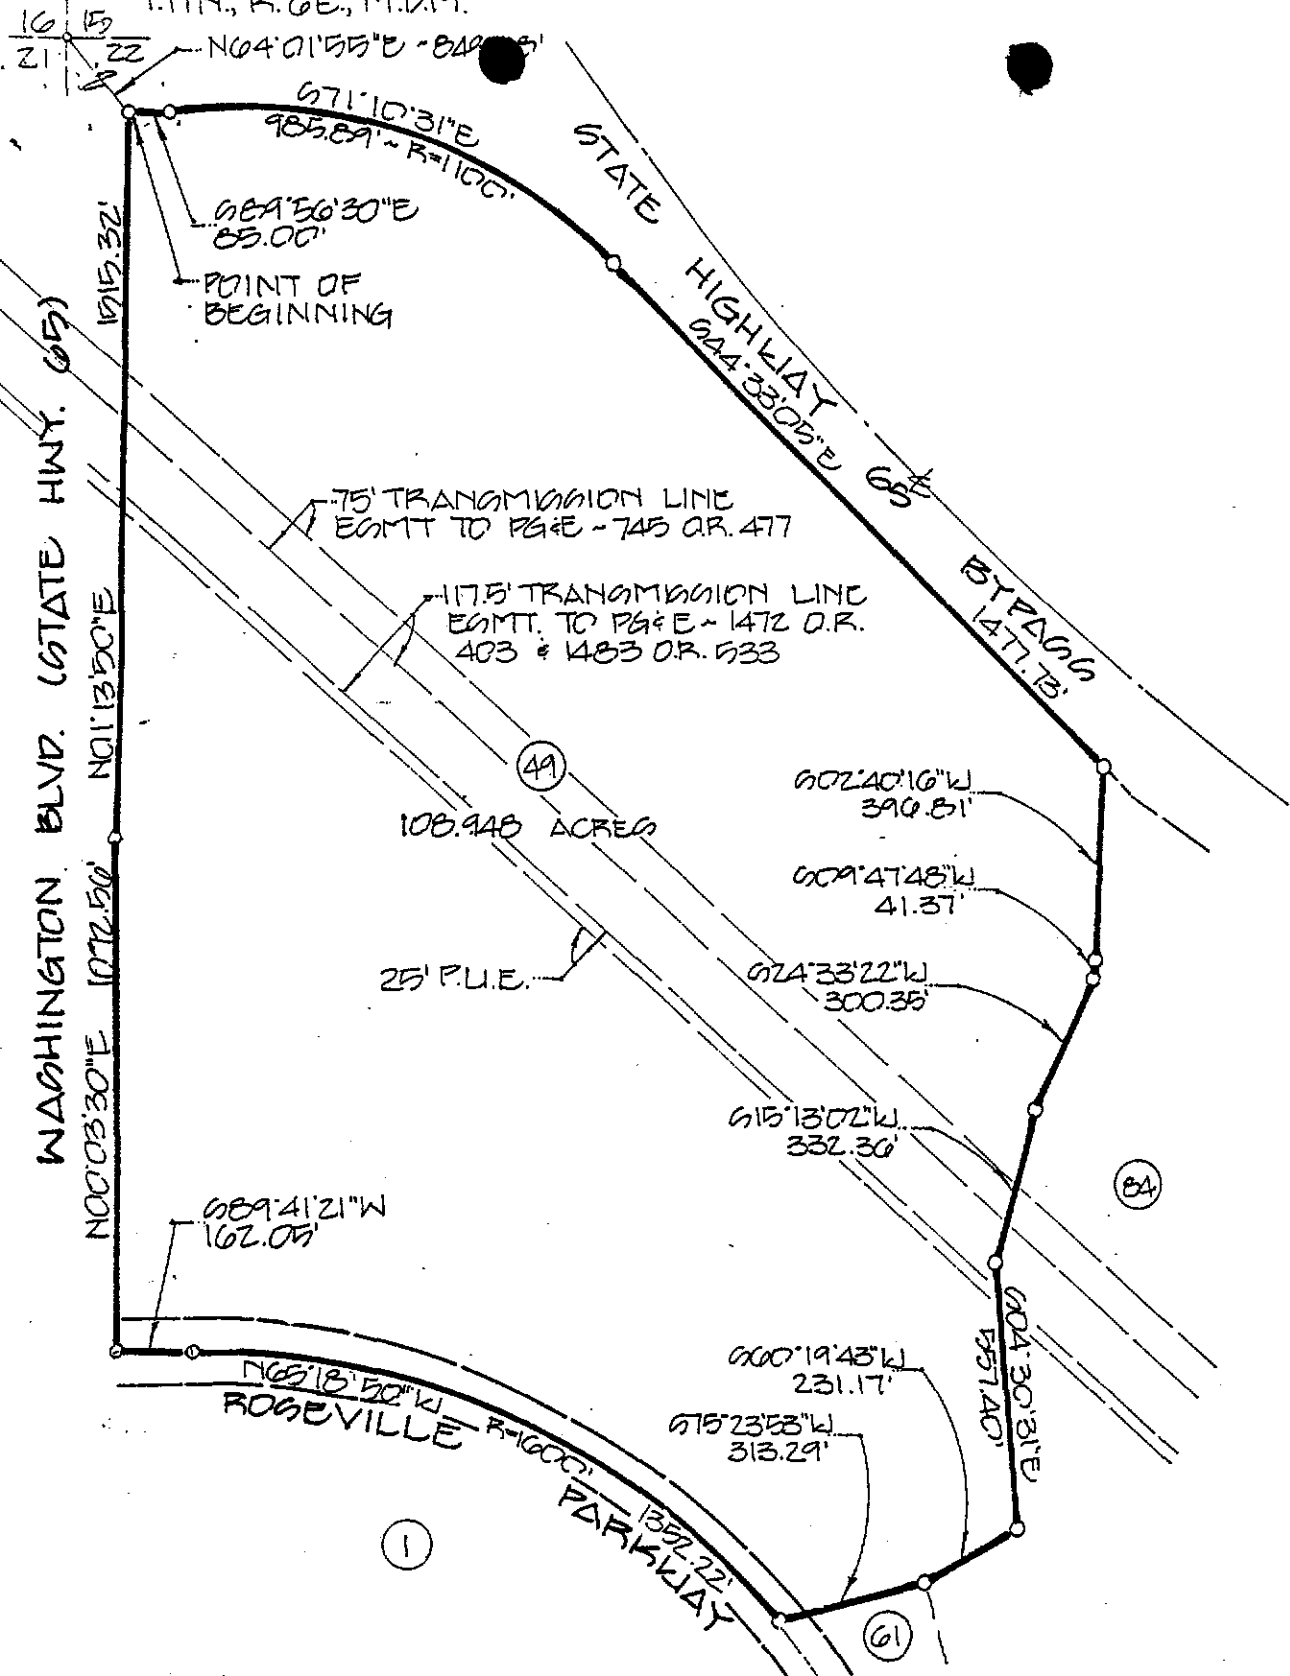 16 15
21 22
T.11N., R.6E., M.D.M.
N64°01'55"E ~
S71°10'31"E
985.89' ~ R=1100'
S89°56'30"E
85.00'
POINT OF
BEGINNING
STATE HIGHWAY 65 BYPASS
S44°33'05"E
1477.73'
1515.32'
N01°13'50"E
WASHINGTON BLVD. (STATE HWY. 65)
75' TRANSMISSION LINE
ESMT TO PG&E ~ 745 O.R. 477
117.5' TRANSMISSION LINE
ESMT. TO PG&E ~ 1472 O.R.
403 & 1483 O.R. 533
49
108.948 ACRES
S02°40'16"W
396.81'
S09°47'48"W
41.37'
25' P.U.E.
S24°33'22"W
300.35'
1072.56'
N00°03'30"E
S15°13'02"W
332.36'
84
S89°41'21"W
162.05'
S04°30'31"E
557.40'
S60°19'43"W
231.17'
S75°23'53"W
313.29'
N65°18'50"W R=1600' 1352.22'
ROSEVILLE PARKWAY
1
61